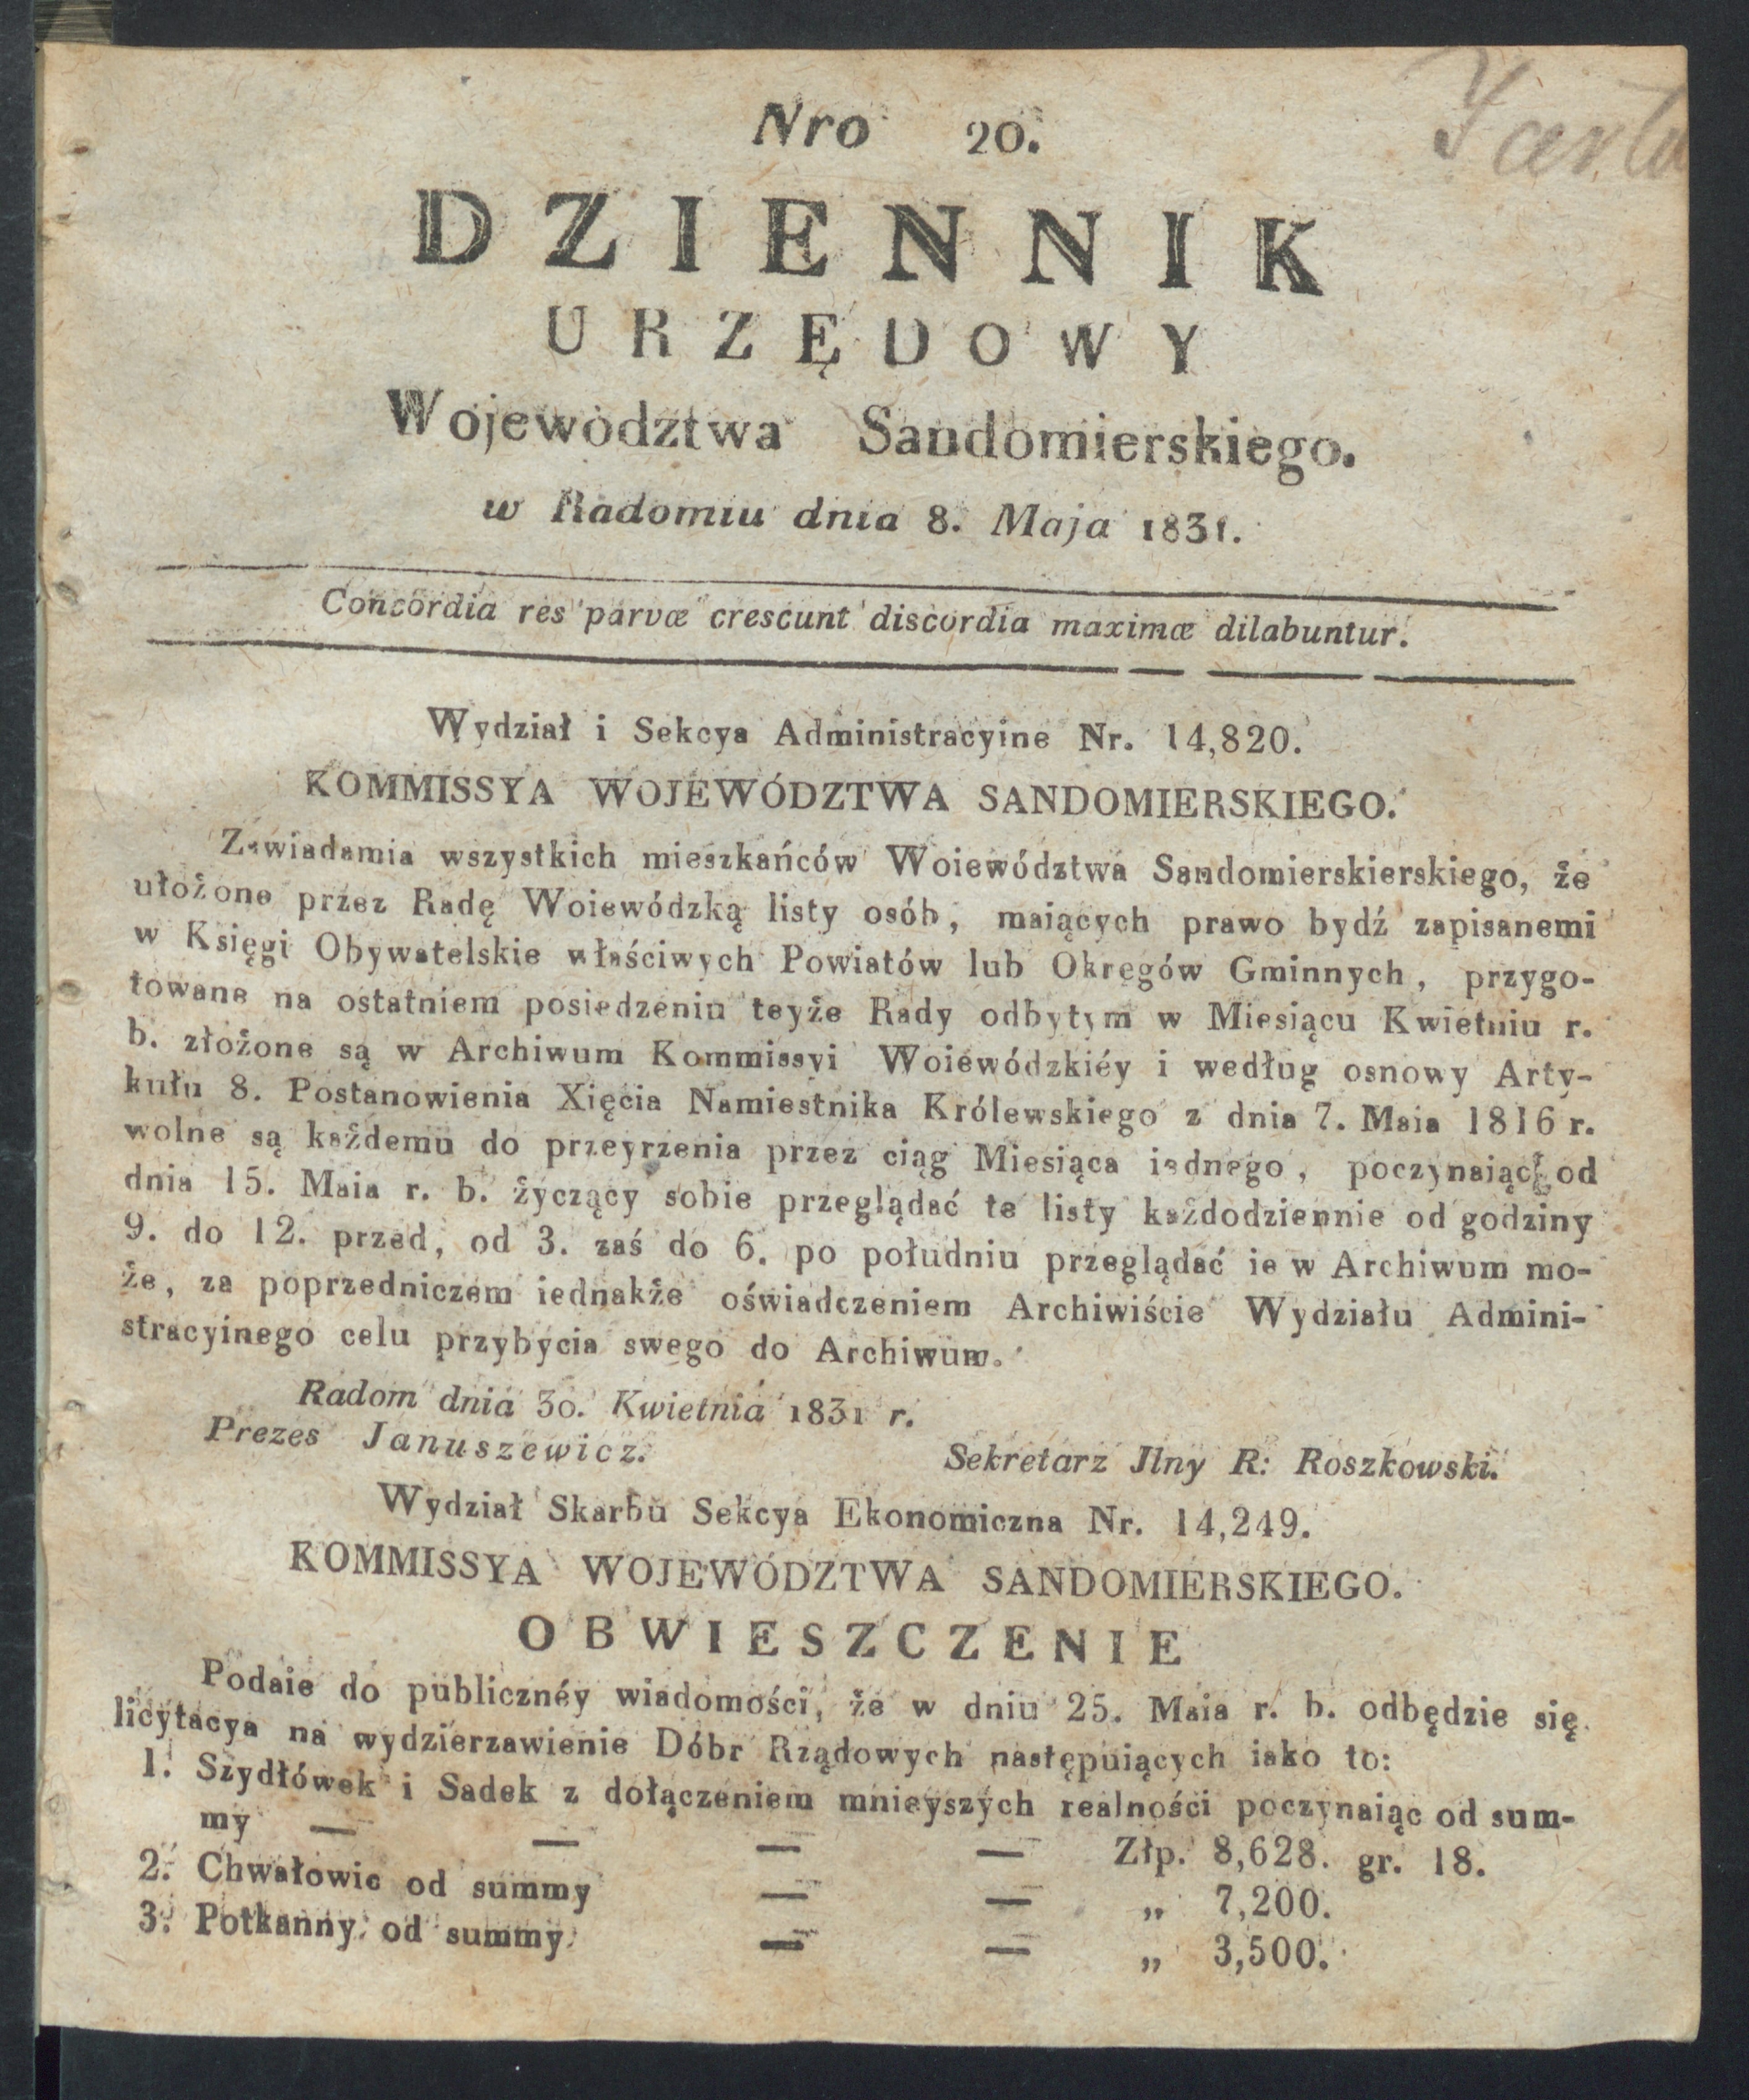 Nro 20.
DZIENNIK
URZĘDOWY
Województwa Sandomierskiego.
w Radomiu dnia 8. Maja 1831.
Concordia res parvæ crescunt discordia maximæ dilabuntur.
Wydział i Sekcya Administracyine Nr. 14,820.
KOMMISSYA WOJEWÓDZTWA SANDOMIERSKIEGO.
Zawiadamia wszystkich mieszkańców Woiewództwa Sandomierskierskiego, że
ułożone przez Radę Woiewódzką listy osób, maiących prawo bydź zapisanemi
w Księgi Obywatelskie właściwych Powiatów lub Okręgów Gminnych, przygo-
towane na ostatniem posiedzeniu teyże Rady odbytym w Miesiącu Kwietniu r.
b. złożone są w Archiwum Kommissyi Woiewódzkiéy i według osnowy Arty-
kułu 8. Postanowienia Xięcia Namiestnika Królewskiego z dnia 7. Maia 1816 r.
wolne są każdemu do przeyrzenia przez ciąg Miesiąca iednego, poczynaiąc od
dnia 15. Maia r. b. życzący sobie przeglądać te listy każdodziennie od godziny
9. do 12. przed, od 3. zaś do 6. po południu przeglądać ie w Archiwum mo-
że, za poprzedniczem iednakże oświadczeniem Archiwiście Wydziału Admini-
stracyinego celu przybycia swego do Archiwum.
Radom dnia 30. Kwietnia 1831 r.
Prezes Januszewicz.
Sekretarz Jlny R: Roszkowski.
Wydział Skarbu Sekcya Ekonomiczna Nr. 14,249.
KOMMISSYA WOJEWÓDZTWA SANDOMIERSKIEGO.
OBWIESZCZENIE
Podaie do publicznéy wiadomości, że w dniu 25. Maia r. b. odbędzie się
licytacya na wydzierzawienie Dóbr Rządowych następuiących iako to:
1. Szydłówek i Sadek z dołączeniem mnieyszych realności poczynaiąc od sum-
my — — — — Złp. 8,628. gr. 18.
2. Chwałowic od summy — — „ 7,200.
3. Potkanny od summy — — „ 3,500.